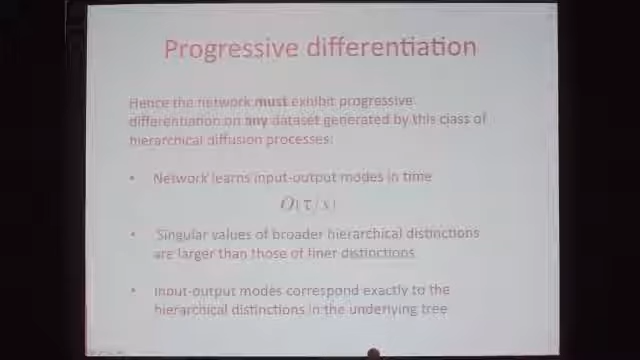 Progressive differentiation
Hence the network must exhibit progressive
differentiation on any dataset generated by this class of
hierarchical diffusion processes:
• Network learns input-output modes in time
O(τ/s)
• Singular values of broader hierarchical distinctions
are larger than those of finer distinctions
• Input-output modes correspond exactly to the
hierarchical distinctions in the underlying tree